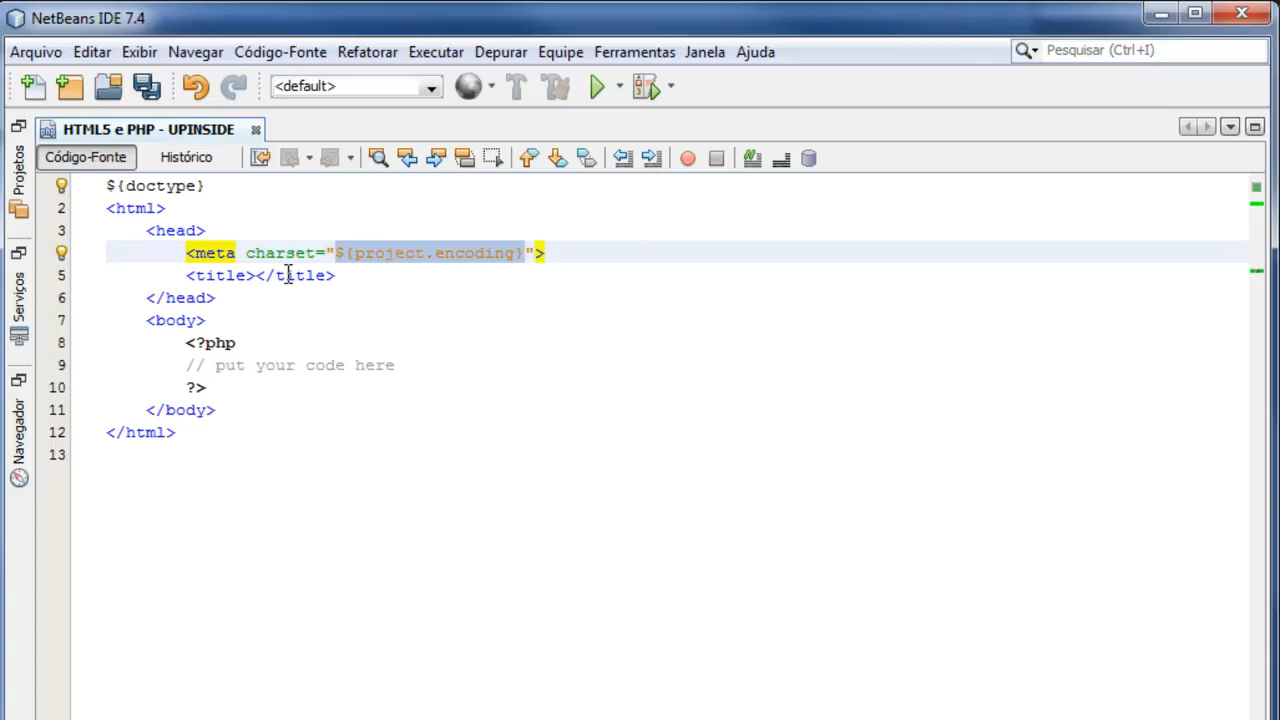 NetBeans IDE 7.4
Arquivo Editar Exibir Navegar Código-Fonte Refatorar Executar Depurar Equipe Ferramentas Janela Ajuda
Pesquisar (Ctrl+I)
<default>
HTML5 e PHP - UPINSIDE
Código-Fonte Histórico
Projetos
Serviços
Navegador
${doctype}
2 <html>
3 <head>
<meta charset="${project.encoding}">
5 <title></title>
6 </head>
7 <body>
8 <?php
9 // put your code here
10 ?>
11 </body>
12 </html>
13